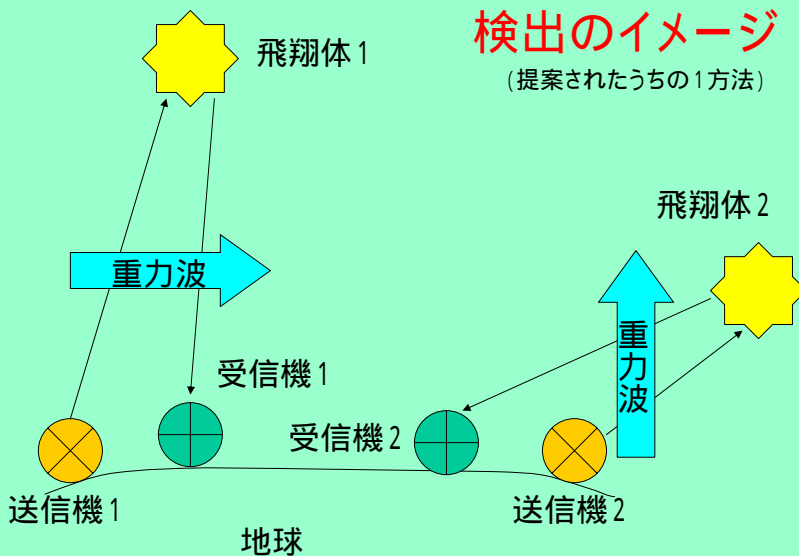 検出のイメージ
(提案されたうちの1方法)
飛翔体1
飛翔体2
重力波
重力波
受信機1
受信機2
送信機1
送信機2
地球